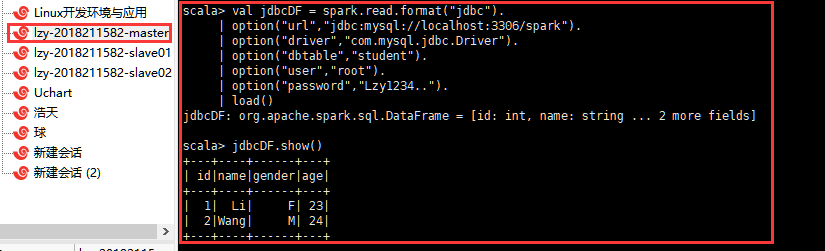 Linux开发环境与应用
lzy-2018211582-master
lzy-2018211582-slave01
lzy-2018211582-slave02
Uchart
浩天
球
新建会话
新建会话 (2)
scala> val jdbcDF = spark.read.format("jdbc").
| option("url","jdbc:mysql://localhost:3306/spark").
| option("driver","com.mysql.jdbc.Driver").
| option("dbtable","student").
| option("user","root").
| option("password","Lzy1234..").
| load()
jdbcDF: org.apache.spark.sql.DataFrame = [id: int, name: string ... 2 more fields]
scala> jdbcDF.show()
+---+----+------+---+
| id|name|gender|age|
+---+----+------+---+
|  1|  Li|     F| 23|
|  2|Wang|     M| 24|
+---+----+------+---+